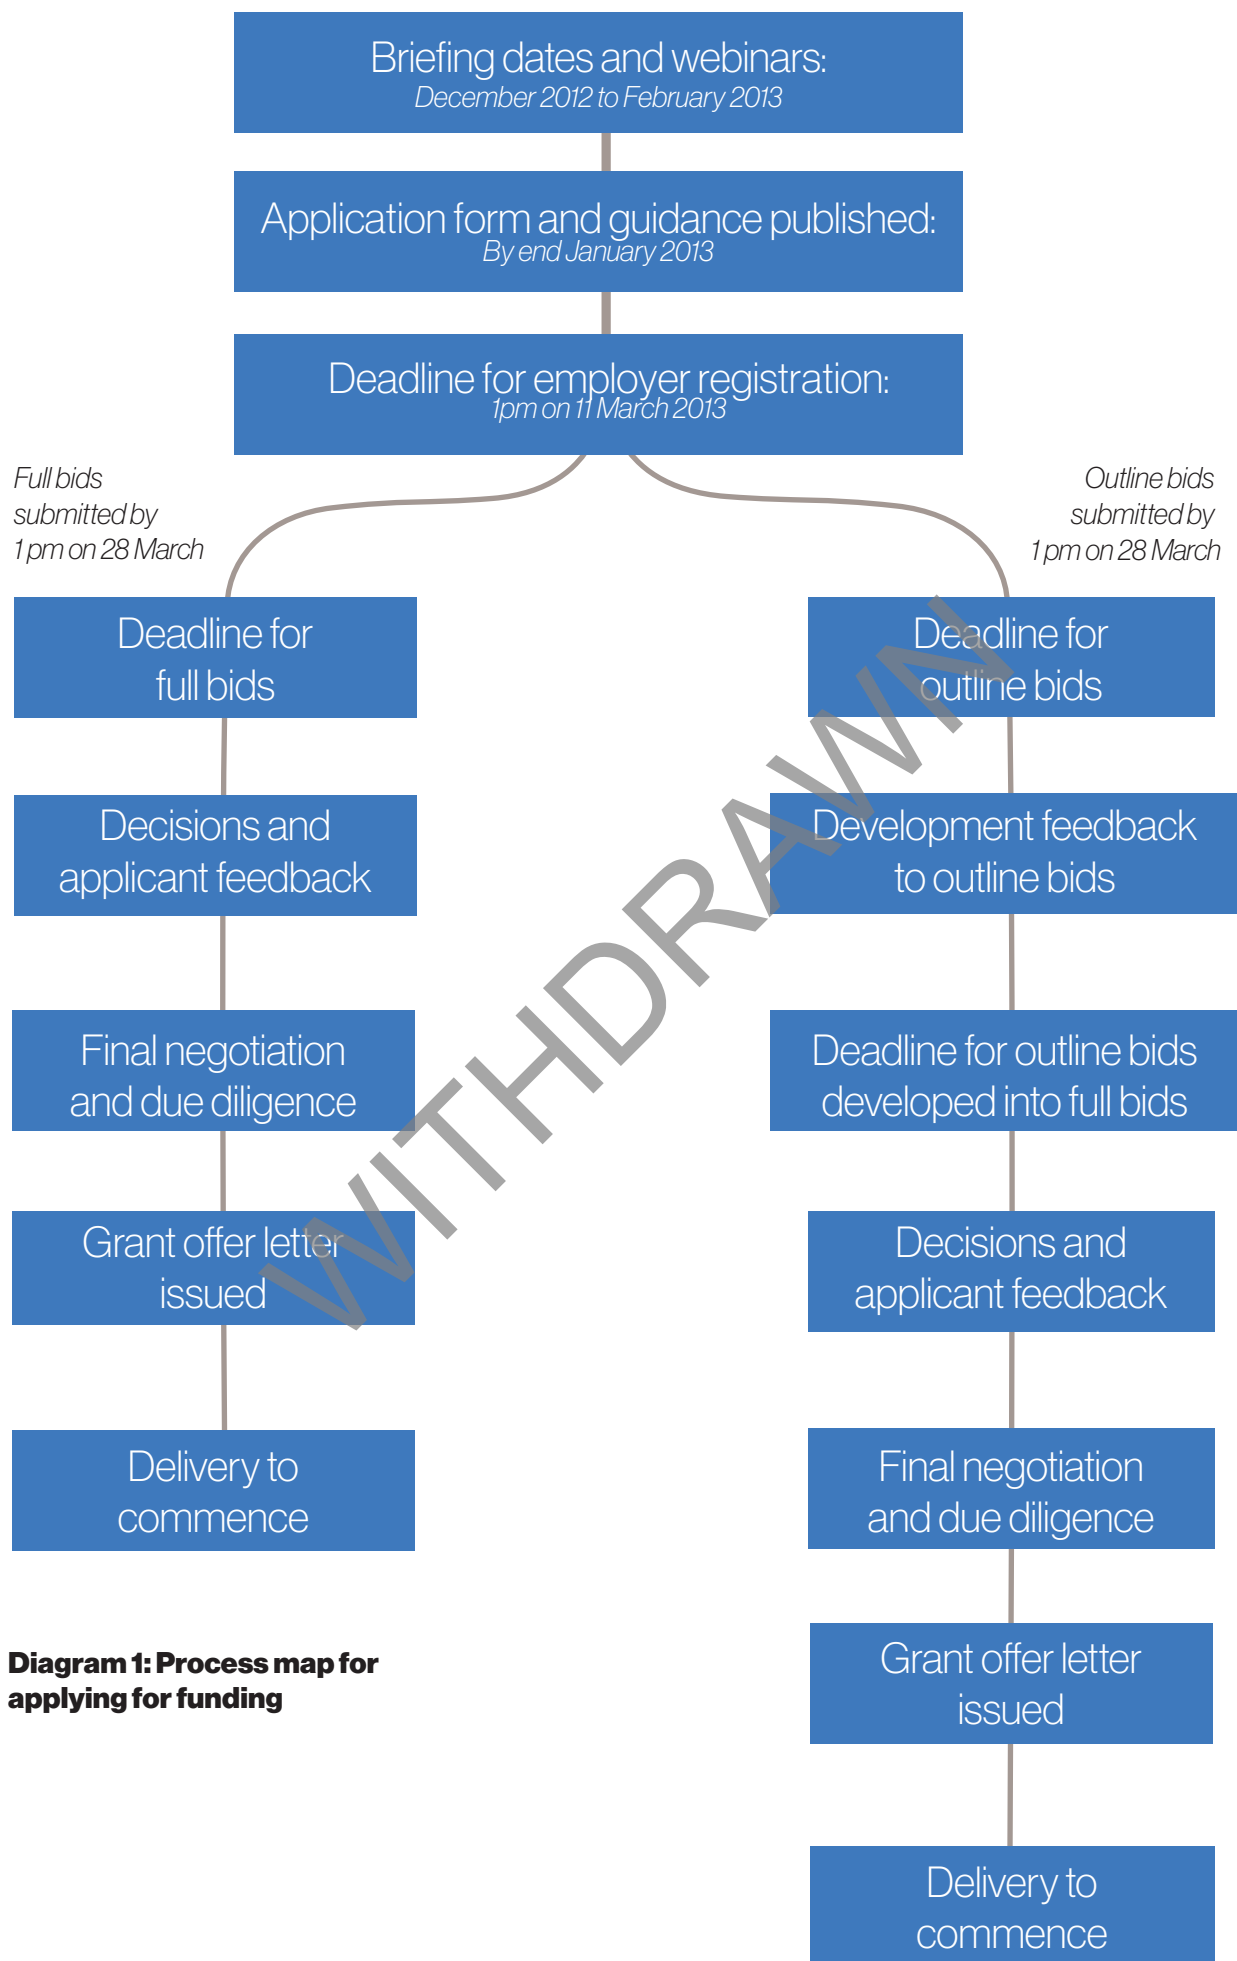 Briefing dates and webinars:
December 2012 to February 2013
Application form and guidance published:
By end January 2013
Deadline for employer registration:
1pm on 11 March 2013
Full bids
submitted by
1 pm on 28 March
Outline bids
submitted by
1 pm on 28 March
Deadline for
full bids
Decisions and
applicant feedback
Final negotiation
and due diligence
Grant offer letter
issued
Delivery to
commence
Deadline for
outline bids
Development feedback
to outline bids
Deadline for outline bids
developed into full bids
Decisions and
applicant feedback
Final negotiation
and due diligence
Grant offer letter
issued
Delivery to
commence
WITHDRAWN
Diagram 1: Process map for
applying for funding